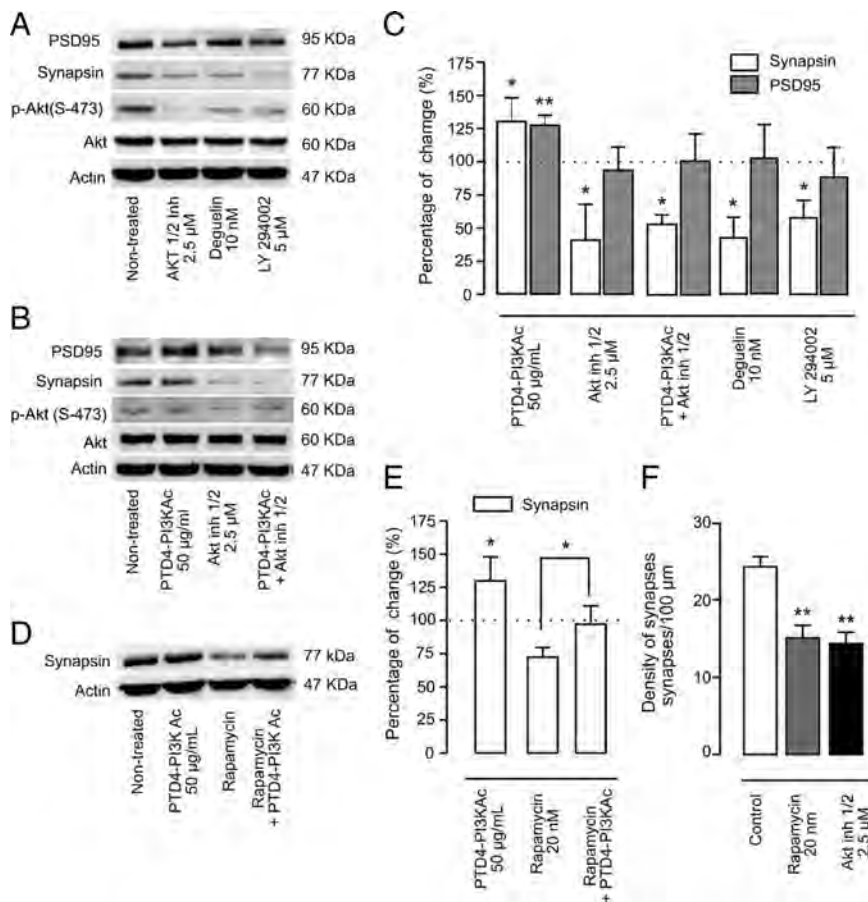 A
PSD95
95 KDa
Synapsin
77 KDa
p-Akt(S-473)
60 KDa
Akt
60 KDa
Actin
47 KDa
Non-treated
AKT 1/2 Inh
2.5 µM
Deguelin
10 nM
LY 294002
5 µM
B
PSD95
95 KDa
Synapsin
77 KDa
p-Akt (S-473)
60 KDa
Akt
60 KDa
Actin
47 KDa
Non-treated
PTD4-PI3KAc
50 µg/ml
Akt inh 1/2
2.5 µM
PTD4-PI3KAc
+ Akt inh 1/2
C
Synapsin
PSD95
Percentage of chamge (%)
175
150
125
100
75
50
25
0
*
**
*
*
*
*
PTD4-PI3KAc
50 µg/mL
Akt inh 1/2
2.5 µM
PTD4-PI3KAc
+ Akt inh 1/2
Deguelin
10 nM
LY 294002
5 µM
D
Synapsin
77 kDa
Actin
47 KDa
Non-treated
PTD4-PI3K Ac
50 µg/mL
Rapamycin
Rapamycin
+ PTD4-PI3K Ac
E
Synapsin
Percentage of change (%)
175
150
125
100
75
50
25
0
*
*
PTD4-PI3KAc
50 µg/mL
Rapamycin
20 nM
Rapamycin
+ PTD4-PI3KAc
F
Density of synapses
synapses/100 µm
30
20
10
0
**
**
Control
Rapamycin
20 nm
Akt inh 1/2
2.5 µM